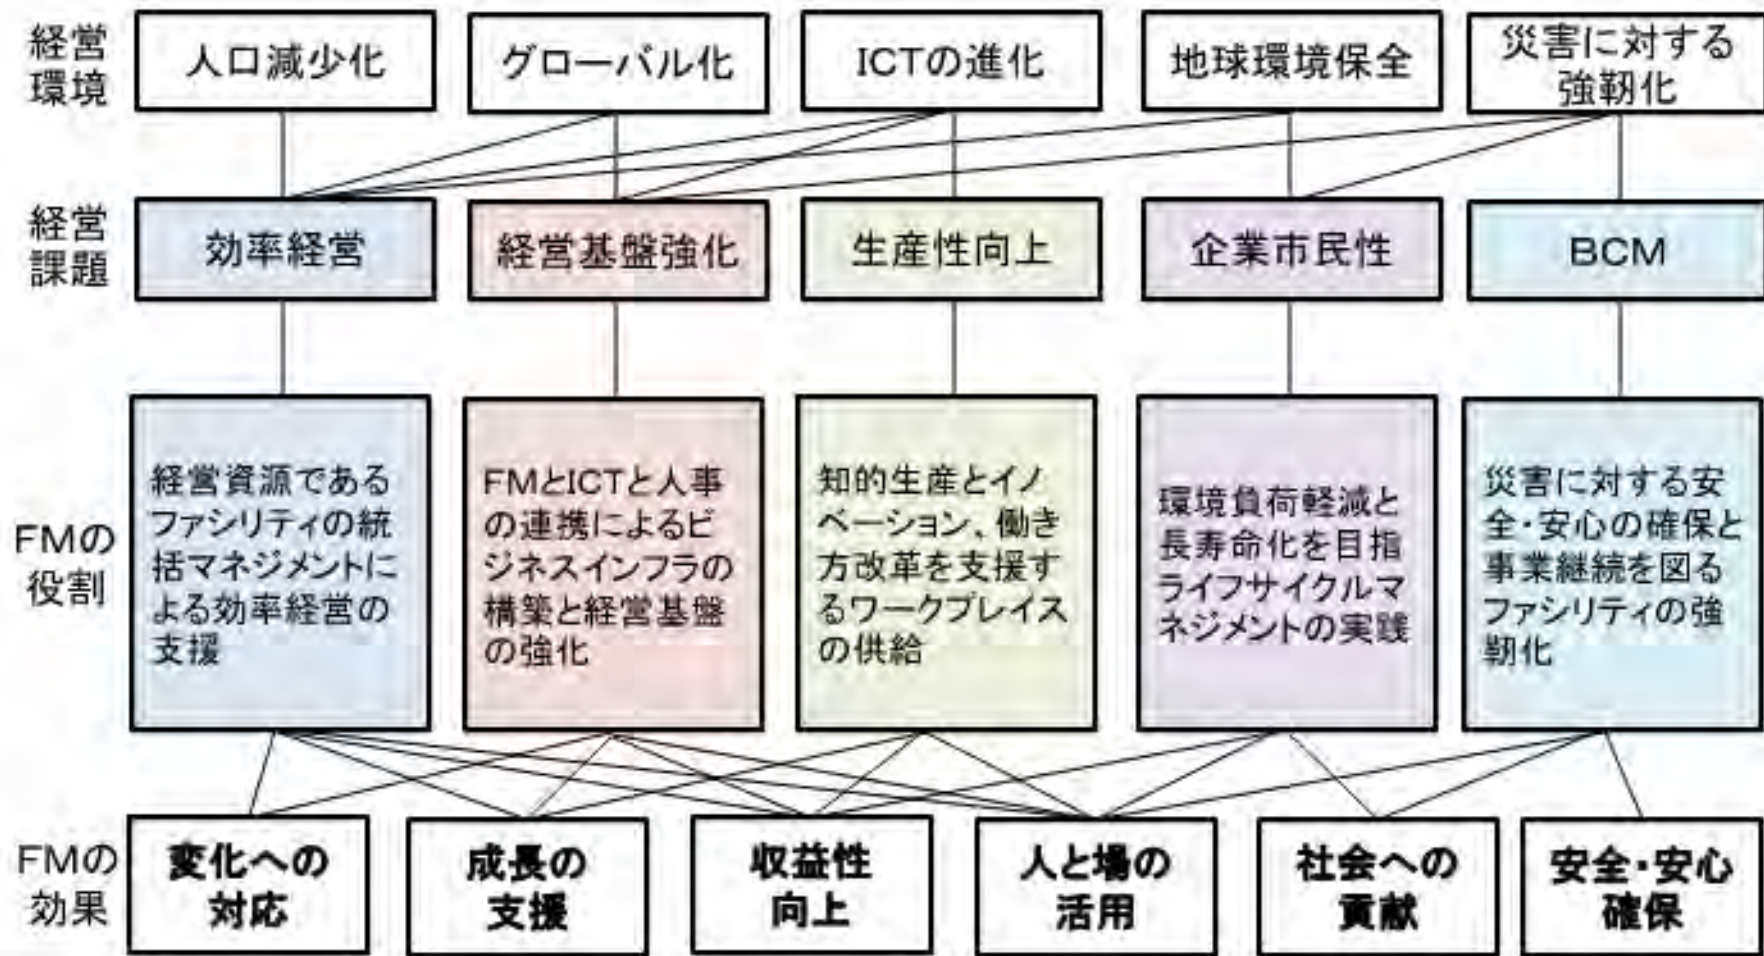 経営
環境
人口減少化
グローバル化
ICTの進化
地球環境保全
災害に対する
強靭化
経営
課題
効率経営
経営基盤強化
生産性向上
企業市民性
BCM
FMの
役割
経営資源である
ファシリティの統
括マネジメントに
よる効率経営の
支援
FMとICTと人事
の連携によるビ
ジネスインフラの
構築と経営基盤
の強化
知的生産とイノ
ベーション、働き
方改革を支援す
るワークプレイス
の供給
環境負荷軽減と
長寿命化を目指
ライフサイクルマ
ネジメントの実践
災害に対する安
全・安心の確保と
事業継続を図る
ファシリティの強
靭化
FMの
効果
変化への
対応
成長の
支援
収益性
向上
人と場の
活用
社会への
貢献
安全・安心
確保